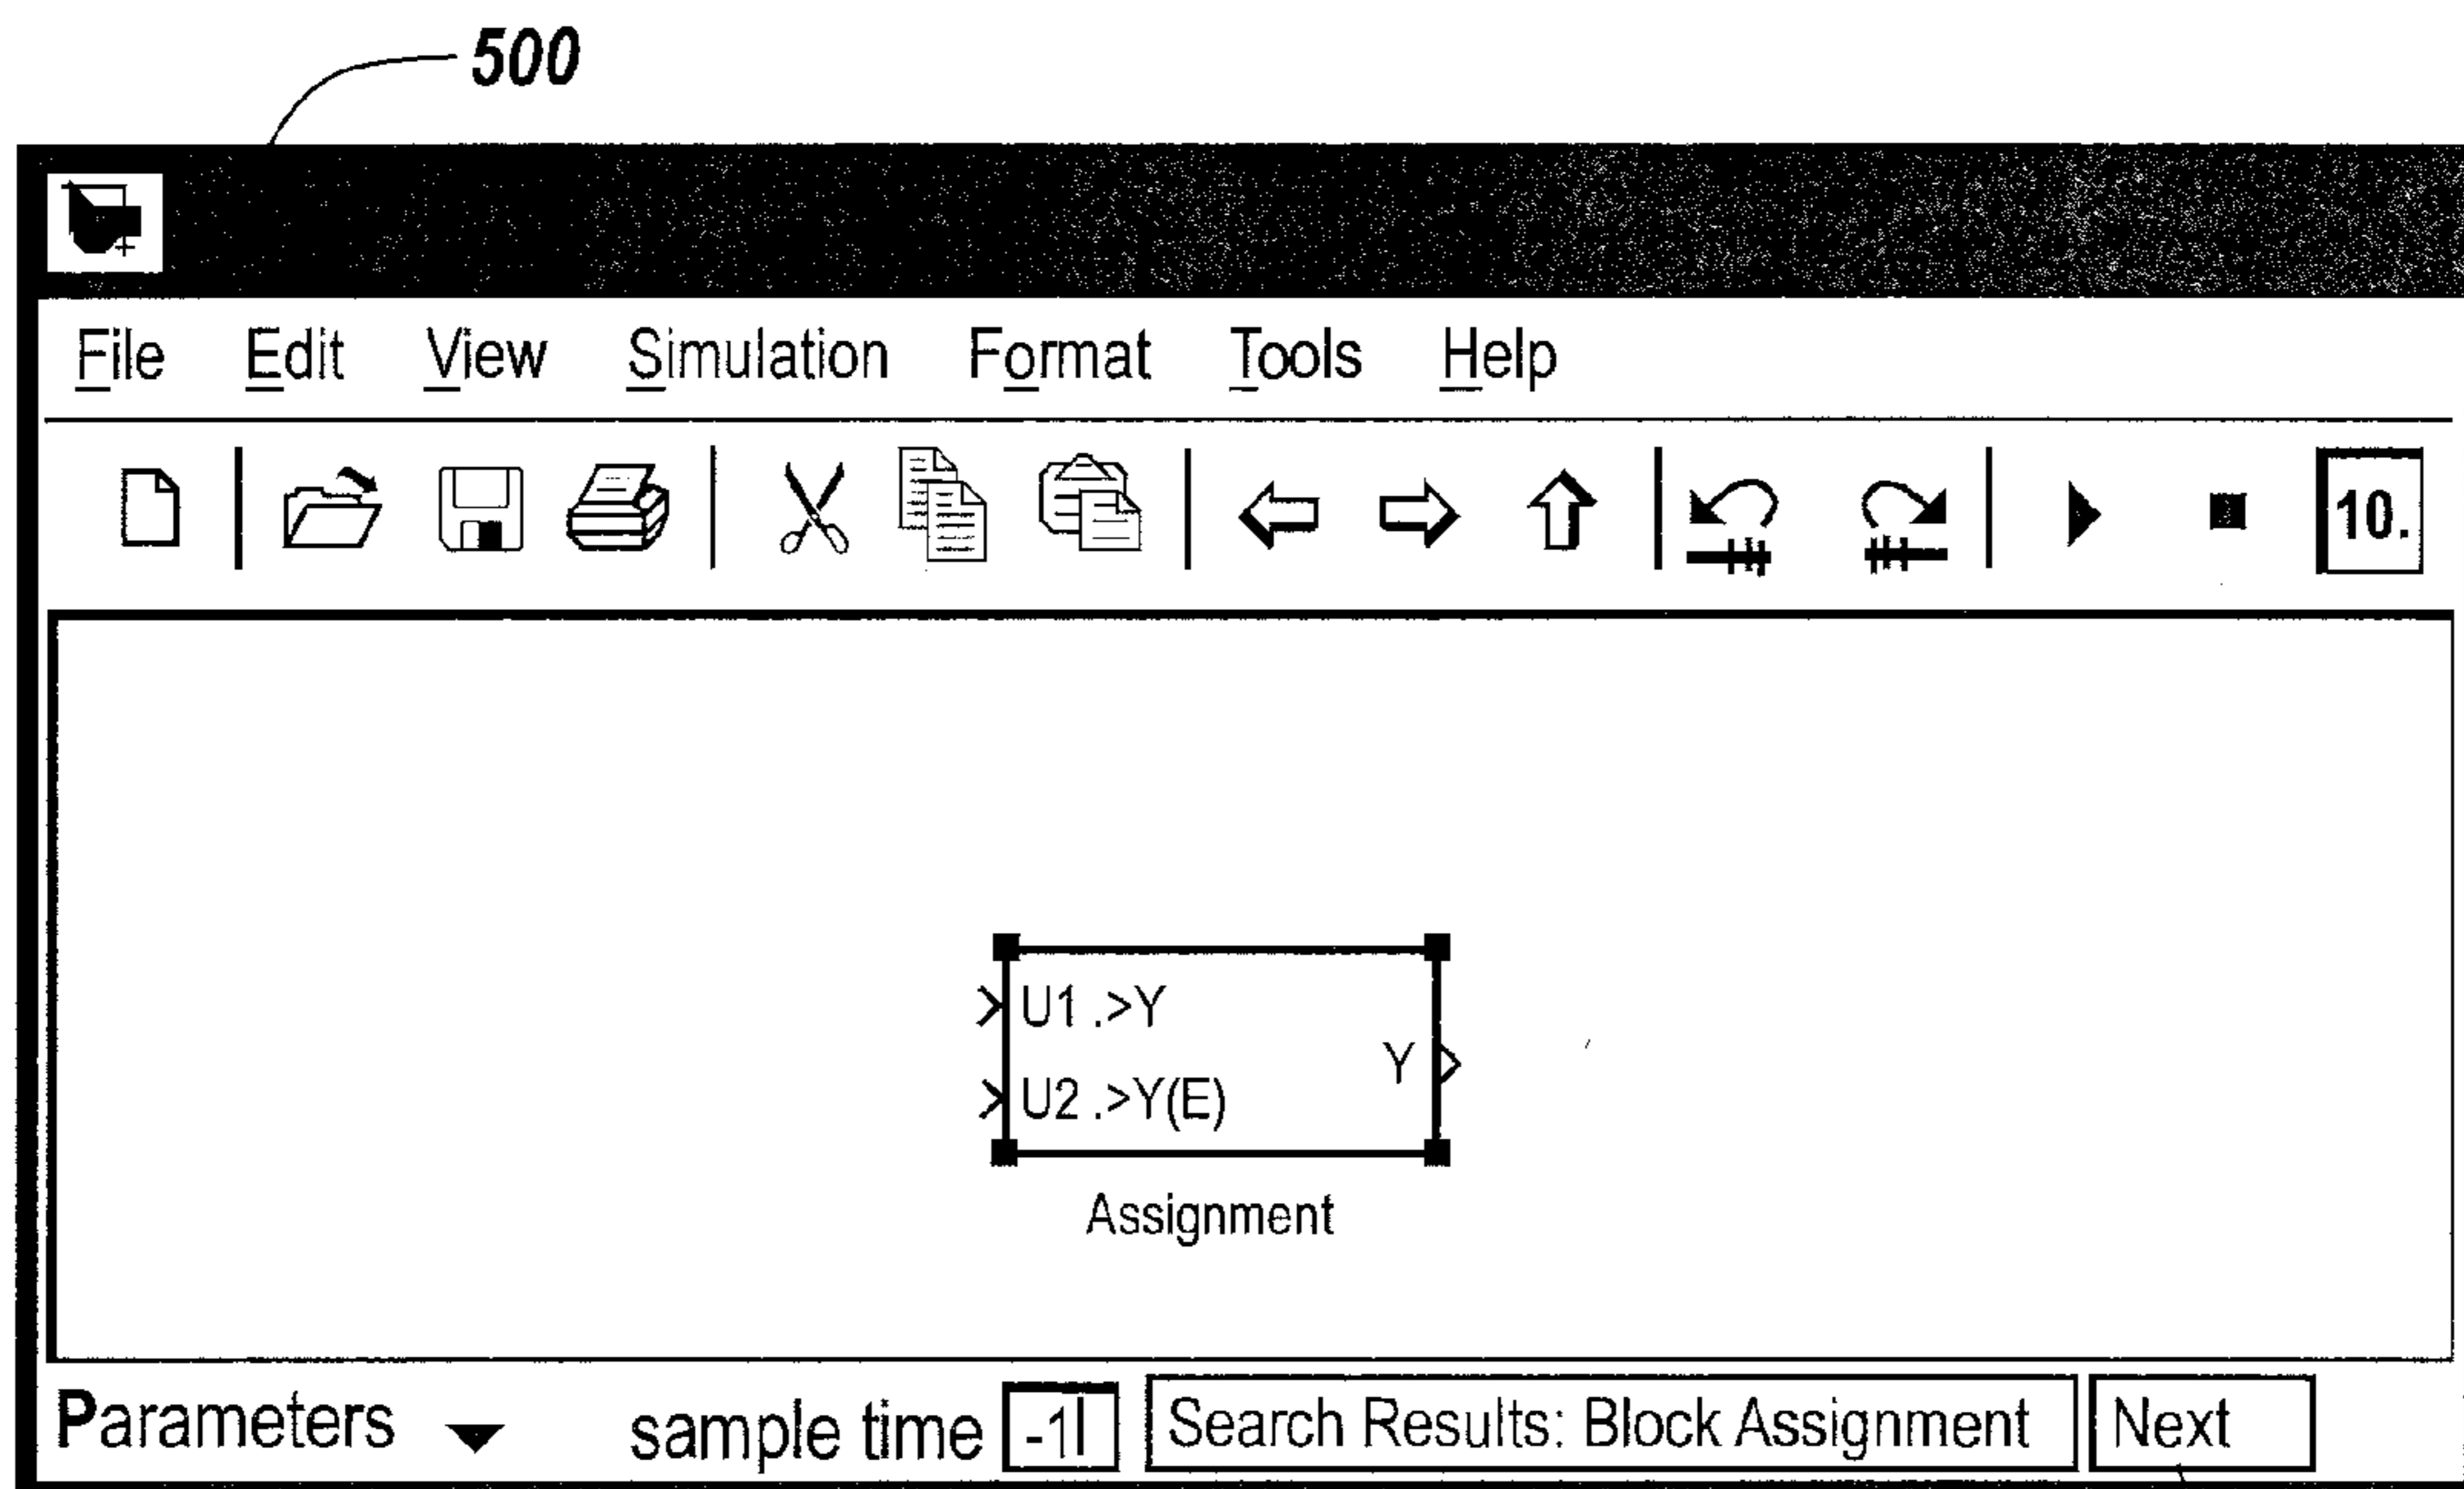 500
File Edit View Simulation Format Tools Help
10.
U1 .>Y
Y
U2 .>Y(E)
Assignment
Parameters sample time -1 Search Results: Block Assignment Next